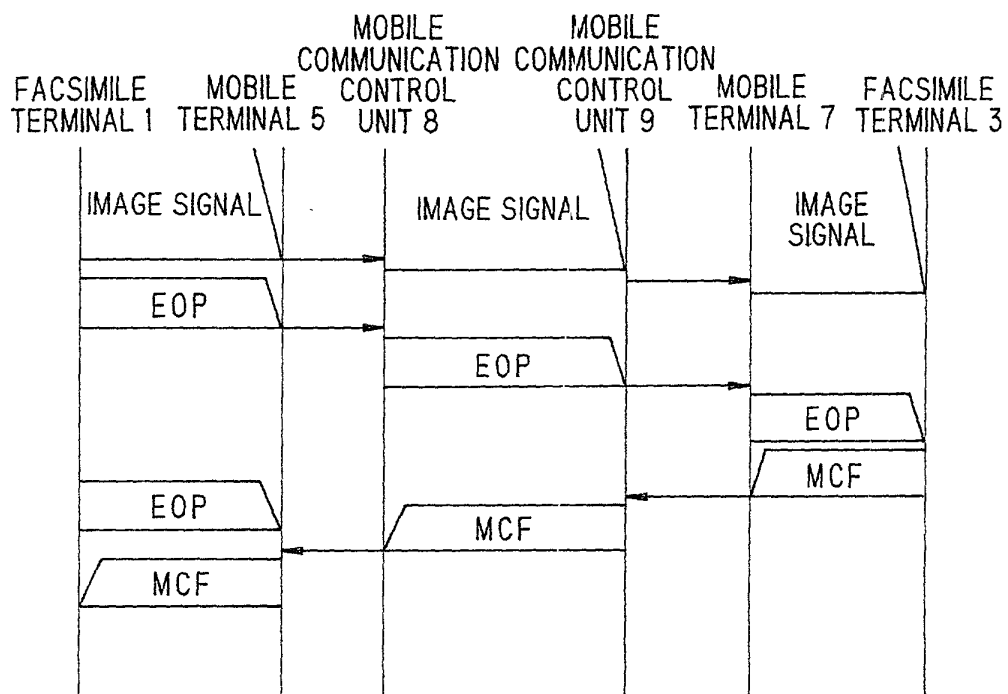 MOBILE
COMMUNICATION
CONTROL
UNIT 8
MOBILE
COMMUNICATION
CONTROL
UNIT 9
FACSIMILE
TERMINAL 1
MOBILE
TERMINAL 5
MOBILE
TERMINAL 7
FACSIMILE
TERMINAL 3
IMAGE SIGNAL
IMAGE SIGNAL
IMAGE
SIGNAL
EOP
EOP
EOP
MCF
EOP
MCF
MCF